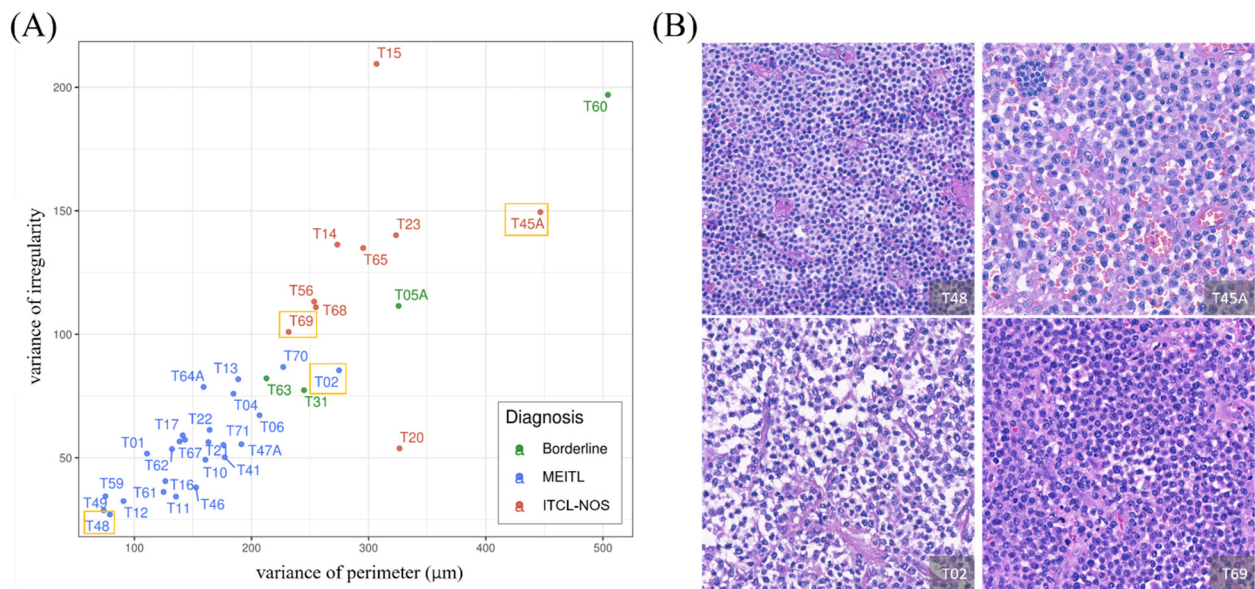 (A)
(B)
variance of irregularity
200
150
100
50
T15
T60
T45A
T23
T14
T65
T56
T68
T05A
T69
T70
T02
T13
T64A
T63
T31
T04
T22
T06
T17
T71
T01
T67
T2
T47A
T20
T62
T10
T41
T59
T61
T16
T46
T49
T12
T11
T48
Diagnosis
a Borderline
a MEITL
a ITCL-NOS
100 200 300 400 500
variance of perimeter (μm)
T48
T45A
T02
T69